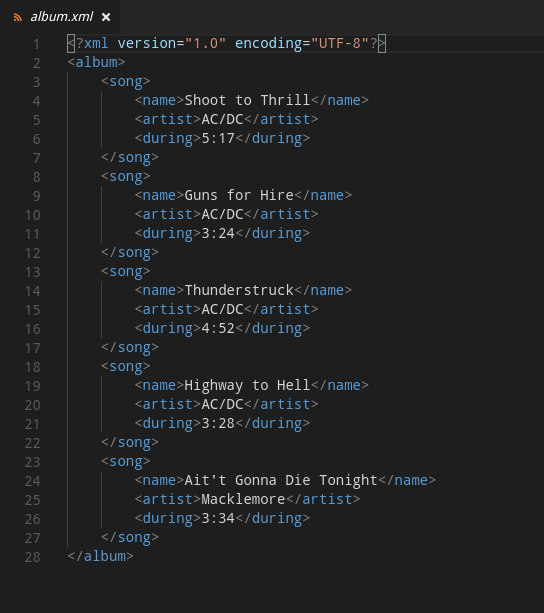 album.xml ×
1 <?xml version="1.0" encoding="UTF-8"?>
2 <album>
3 <song>
4 <name>Shoot to Thrill</name>
5 <artist>AC/DC</artist>
6 <during>5:17</during>
7 </song>
8 <song>
9 <name>Guns for Hire</name>
10 <artist>AC/DC</artist>
11 <during>3:24</during>
12 </song>
13 <song>
14 <name>Thunderstruck</name>
15 <artist>AC/DC</artist>
16 <during>4:52</during>
17 </song>
18 <song>
19 <name>Highway to Hell</name>
20 <artist>AC/DC</artist>
21 <during>3:28</during>
22 </song>
23 <song>
24 <name>Ait't Gonna Die Tonight</name>
25 <artist>Macklemore</artist>
26 <during>3:34</during>
27 </song>
28 </album>